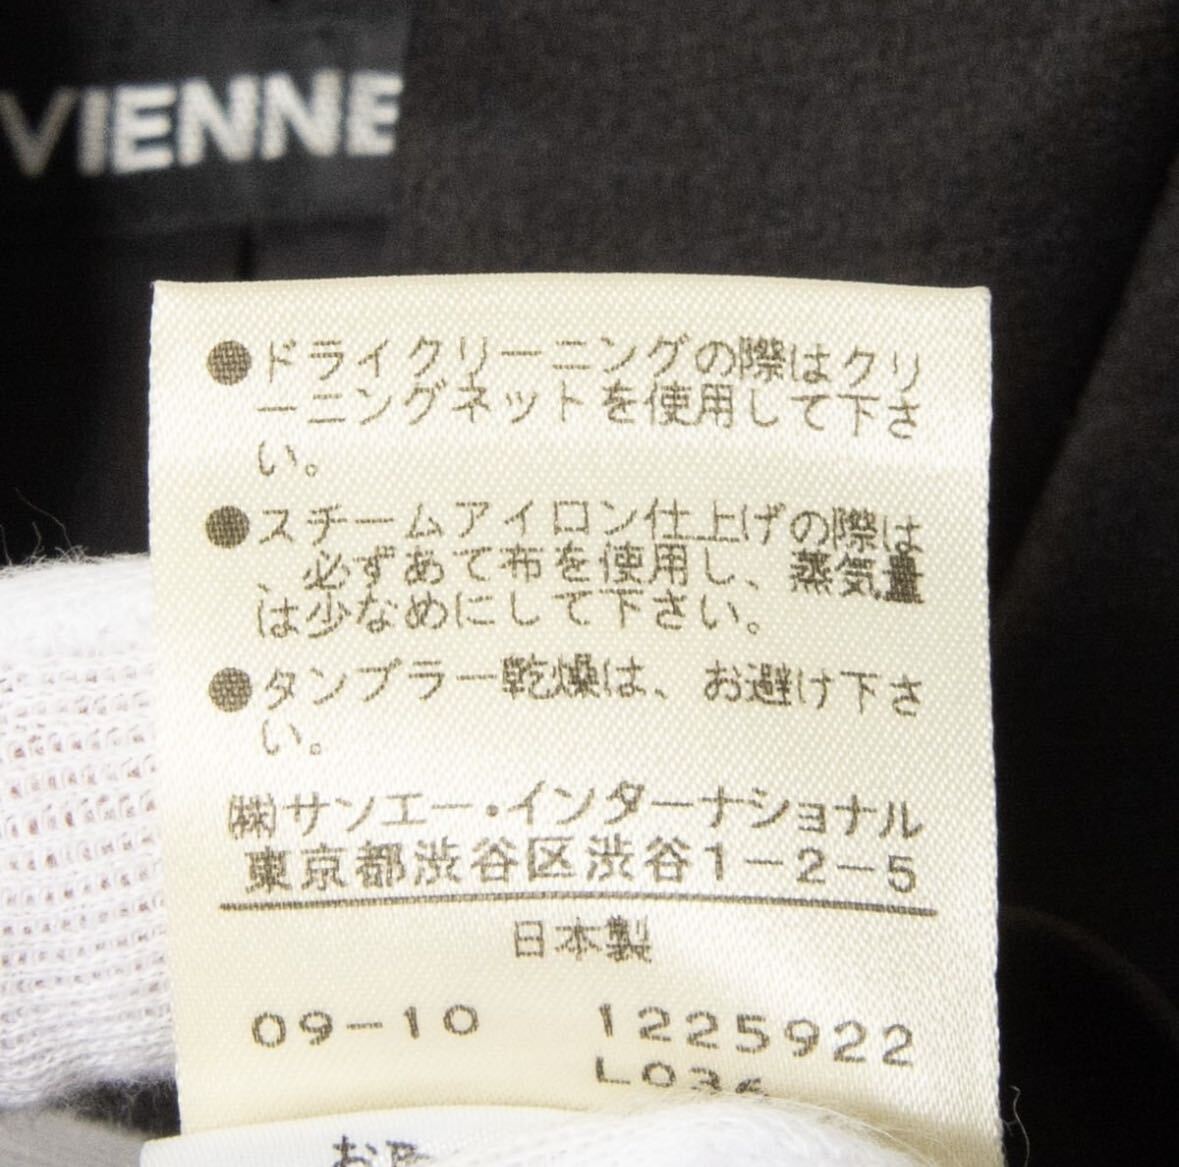 VIENNE
●ドライクリーニングの際はクリ
ーニングネットを使用して下さ
い。
●スチームアイロン仕上げの際は
、必ずあて布を使用し、蒸気量
は少なめにして下さい。
●タンブラー乾燥は、お避け下さ
い。
㈱サンエー・インターナショナル
東京都渋谷区渋谷1-2-5
日本製
09-10 1225922
L036